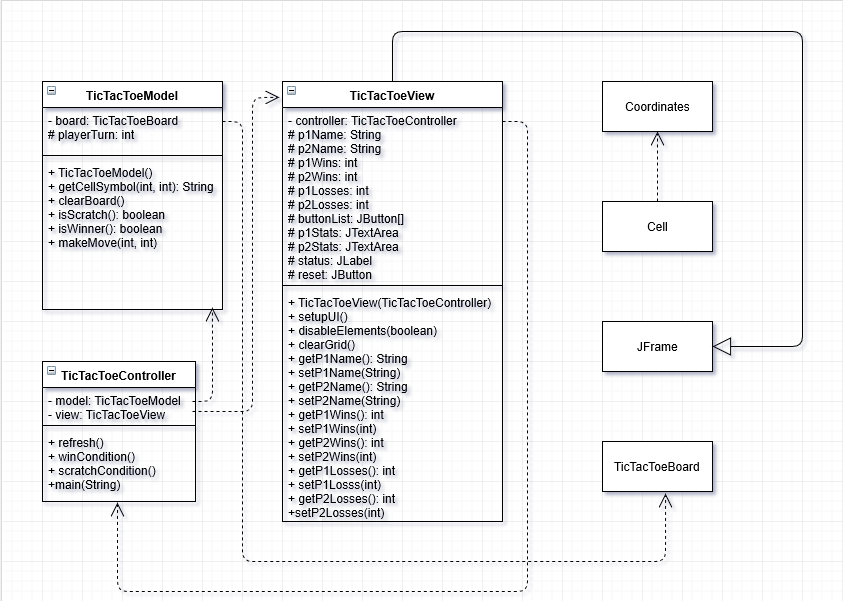 TicTacToeModel
- board: TicTacToeBoard
# playerTurn: int
+ TicTacToeModel()
+ getCellSymbol(int, int): String
+ clearBoard()
+ isScratch(): boolean
+ isWinner(): boolean
+ makeMove(int, int)
TicTacToeController
- model: TicTacToeModel
- view: TicTacToeView
+ refresh()
+ winCondition()
+ scratchCondition()
+main(String)
TicTacToeView
- controller: TicTacToeController
# p1Name: String
# p2Name: String
# p1Wins: int
# p2Wins: int
# p1Losses: int
# p2Losses: int
# buttonList: JButton[]
# p1Stats: JTextArea
# p2Stats: JTextArea
# status: JLabel
# reset: JButton
+ TicTacToeView(TicTacToeController)
+ setupUI()
+ disableElements(boolean)
+ clearGrid()
+ getP1Name(): String
+ setP1Name(String)
+ getP2Name(): String
+ setP2Name(String)
+ getP1Wins(): int
+ setP1Wins(int)
+ getP2Wins(): int
+ setP2Wins(int)
+ getP1Losses(): int
+ setP1Losss(int)
+ getP2Losses(): int
+setP2Losses(int)
Coordinates
Cell
JFrame
TicTacToeBoard